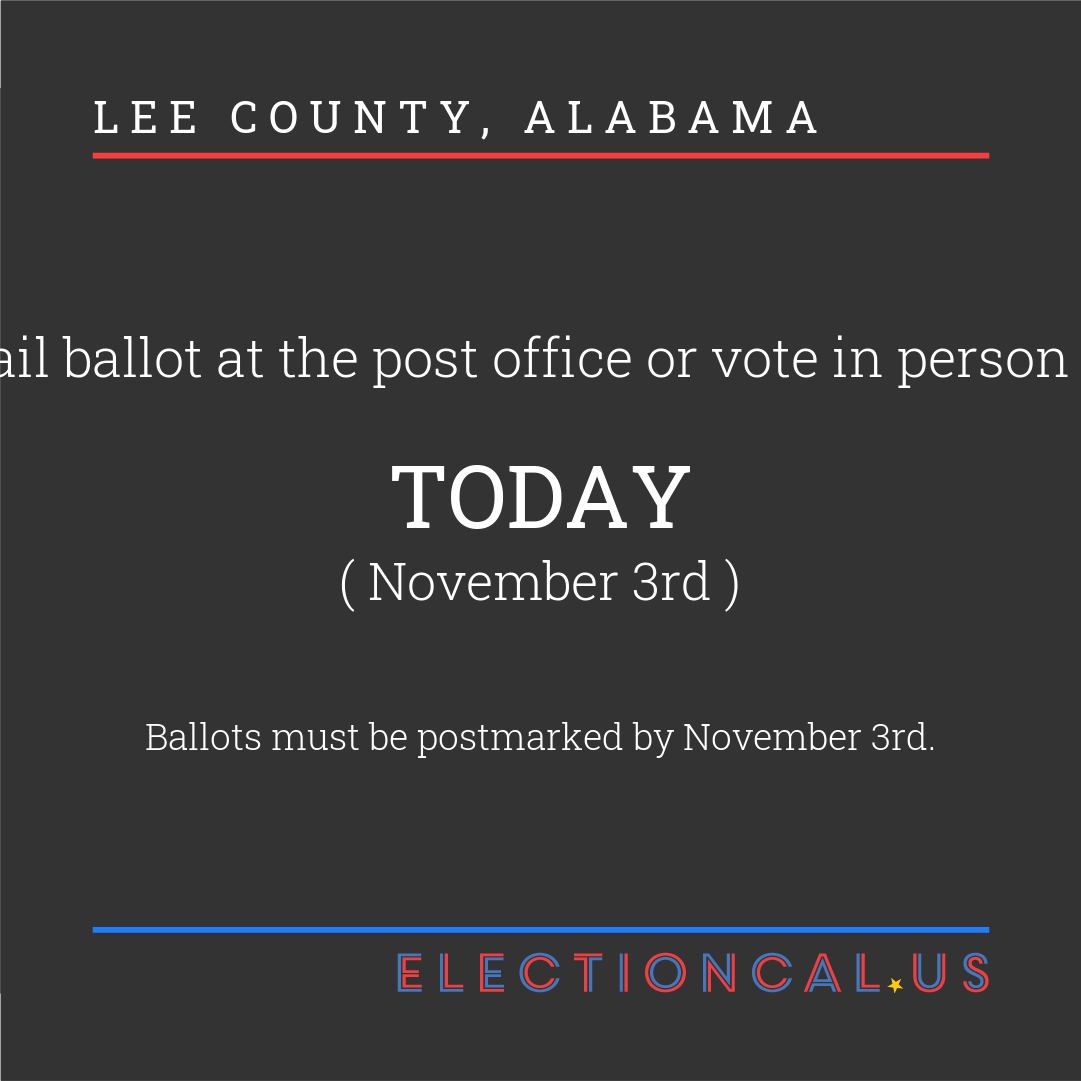 LEE COUNTY, ALABAMA
ail ballot at the post office or vote in person
TODAY
( November 3rd )
Ballots must be postmarked by November 3rd.
ELECTIONCAL.US